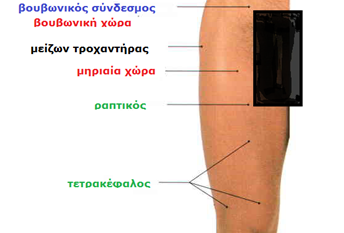 βουβωνικός σύνδεσμος
βουβωνική χώρα
μείζων τροχαντήρας
μηριαία χώρα
ραπτικός
τετρακέφαλος